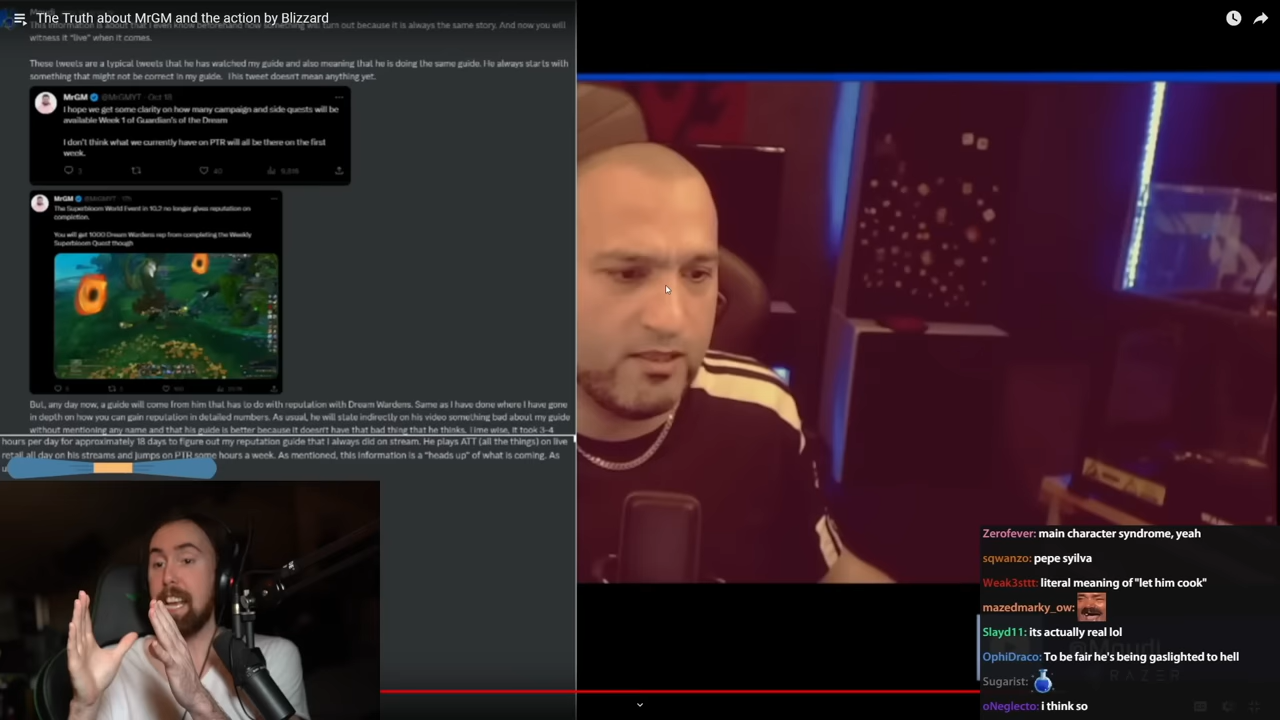 The Truth about MrGM and the action by Blizzard
This information is about that I even know beforehand how something will turn out because it is always the same story. And now you will
witness it "live" when it comes.
These tweets are a typical tweets that he has watched my guide and also meaning that he is doing the same guide. He always starts with
something that might not be correct in my guide. This tweet doesn't mean anything yet.
MrGM @MrGMYT · Oct 18
I hope we get some clarity on how many campaign and side quests will be
available Week 1 of Guardian's of the Dream
I don't think what we currently have on PTR will all be there on the first
week.
3 40
MrGM @MrGMYT
The Superbloom World Event in 10.2 no longer gives reputation on
completion.
You will get 1000 Dream Wardens rep from completing the Weekly
Superbloom Quest though
But, any day now, a guide will come from him that has to do with reputation with Dream Wardens. Same as I have done where I have gone
in depth on how you can gain reputation in detailed numbers. As usual, he will state indirectly on his video something bad about my guide
without mentioning any name and that his guide is better because it doesn't have that bad thing that he thinks. Time wise, it took 3-4
hours per day for approximately 18 days to figure out my reputation guide that I always did on stream. He plays ATT (all the things) on live
retail all day on his streams and jumps on PTR some hours a week. As mentioned, this information is a "heads up" of what is coming. As
Zerofever: main character syndrome, yeah
sqwanzo: pepe syilva
Weak3sttt: literal meaning of "let him cook"
mazedmarky_ow:
Slayd11: its actually real lol
OphiDraco: To be fair he's being gaslighted to hell
Sugarist:
oNeglecto: i think so
RAZER